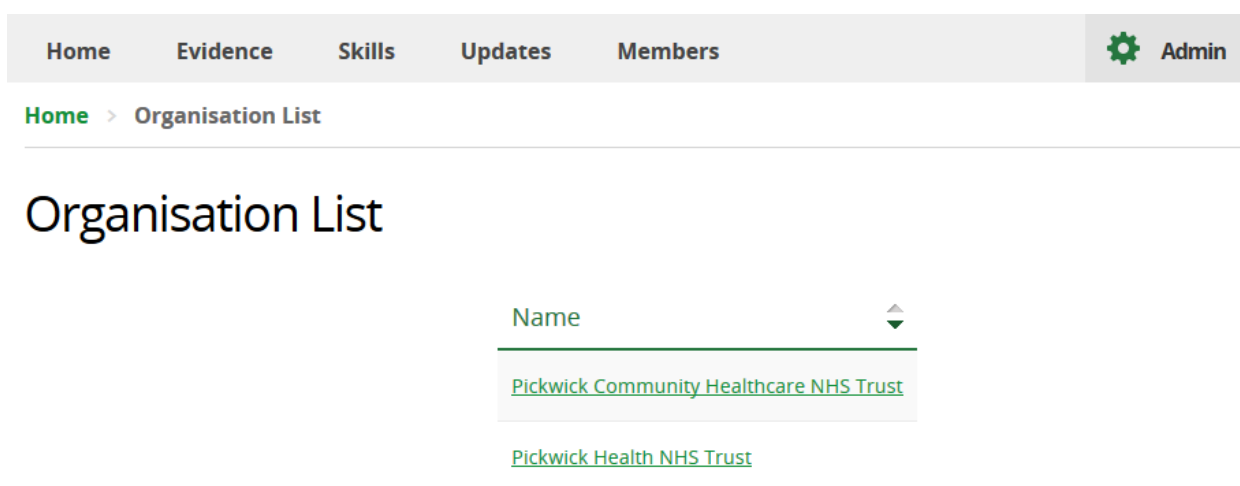 Home Evidence Skills Updates Members Admin
Home > Organisation List
Organisation List
Name
Pickwick Community Healthcare NHS Trust
Pickwick Health NHS Trust